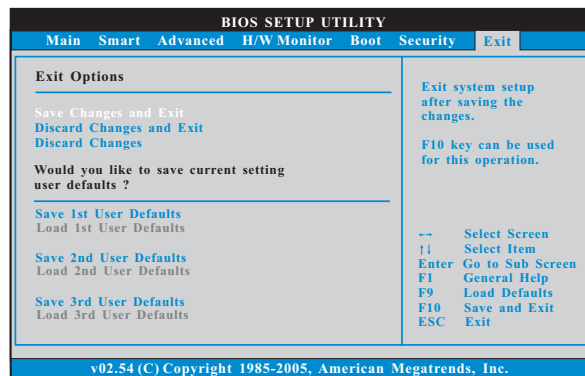 BIOS SETUP UTILITY
Main Smart Advanced H/W Monitor Boot Security Exit
Exit Options
Save Changes and Exit
Discard Changes and Exit
Discard Changes
Would you like to save current setting
user defaults ?
Save 1st User Defaults
Load 1st User Defaults
Save 2nd User Defaults
Load 2nd User Defaults
Save 3rd User Defaults
Load 3rd User Defaults
Exit system setup
after saving the
changes.
F10 key can be used
for this operation.
←→ Select Screen
↑↓ Select Item
Enter Go to Sub Screen
F1 General Help
F9 Load Defaults
F10 Save and Exit
ESC Exit
v02.54 (C) Copyright 1985-2005, American Megatrends, Inc.